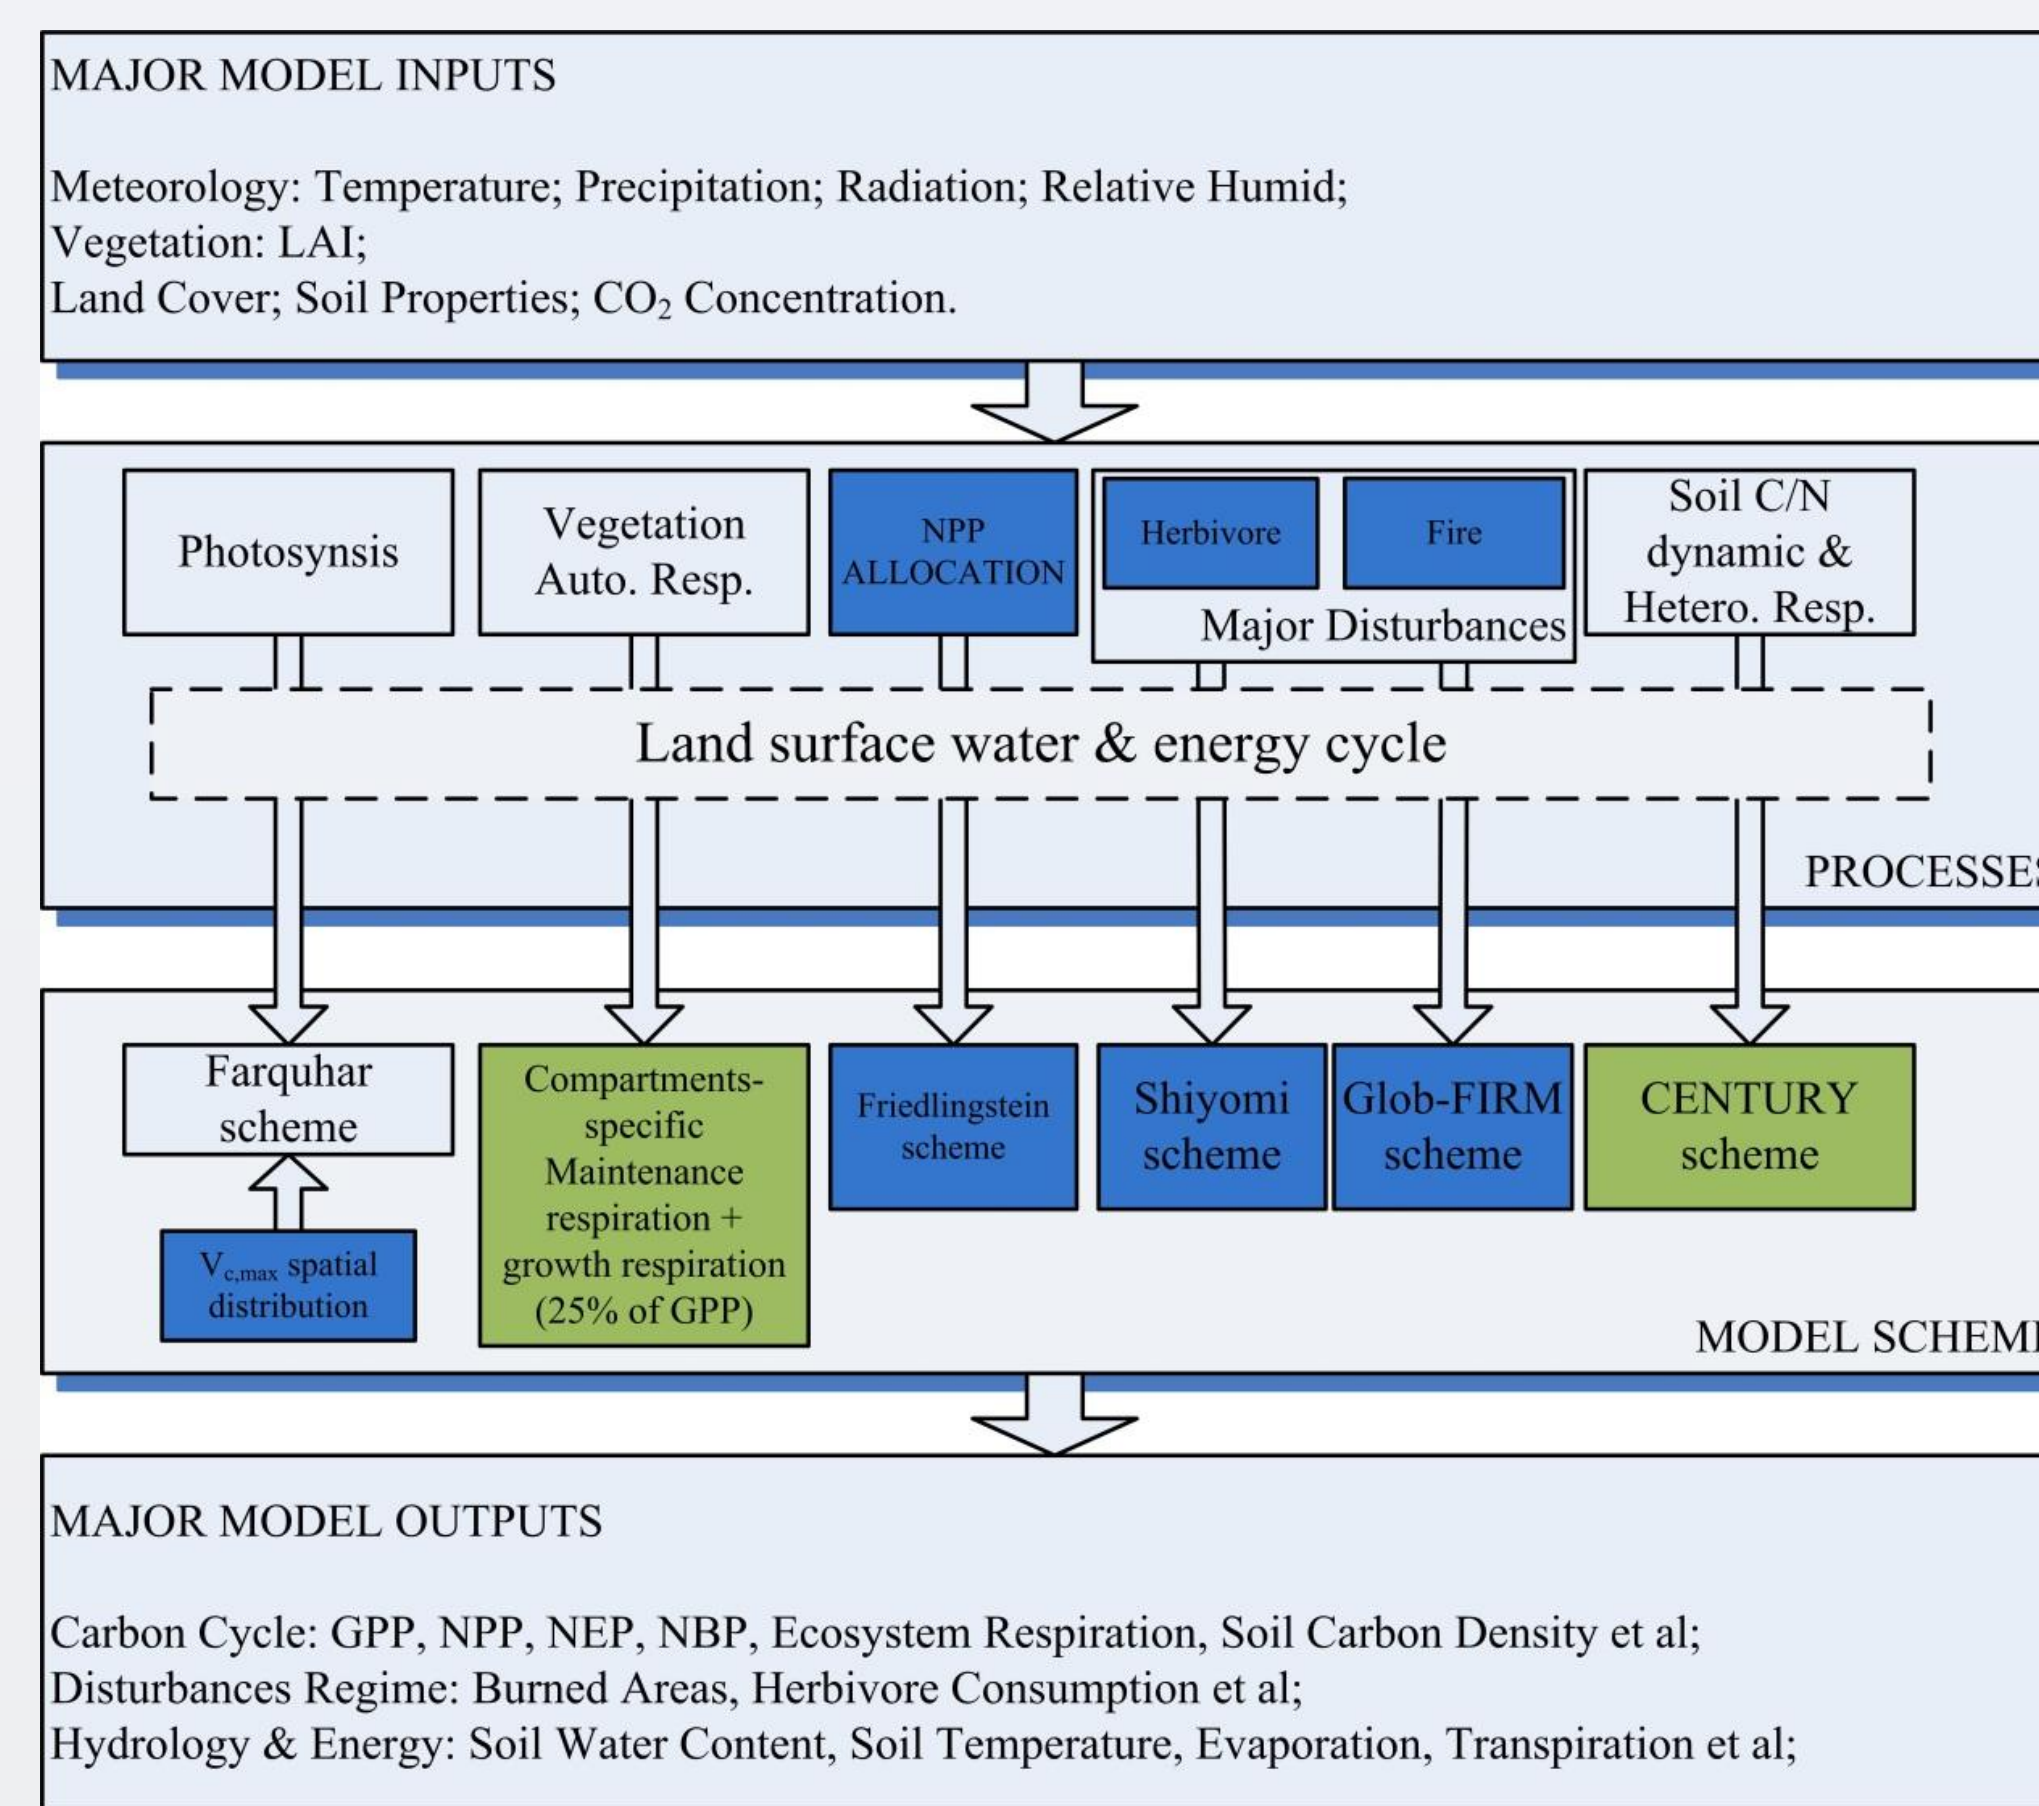 MAJOR MODEL INPUTS
Meteorology: Temperature; Precipitation; Radiation; Relative Humid;
Vegetation: LAI;
Land Cover; Soil Properties; CO₂ Concentration.
Photosynsis
Vegetation
Auto. Resp.
NPP
ALLOCATION
Herbivore
Fire
Major Disturbances
Soil C/N
dynamic &
Hetero. Resp.
Land surface water & energy cycle
PROCESSES
Farquhar
scheme
V_c,max spatial
distribution
Compartments-
specific
Maintenance
respiration +
growth respiration
(25% of GPP)
Friedlingstein
scheme
Shiyomi
scheme
Glob-FIRM
scheme
CENTURY
scheme
MODEL SCHEME
MAJOR MODEL OUTPUTS
Carbon Cycle: GPP, NPP, NEP, NBP, Ecosystem Respiration, Soil Carbon Density et al;
Disturbances Regime: Burned Areas, Herbivore Consumption et al;
Hydrology & Energy: Soil Water Content, Soil Temperature, Evaporation, Transpiration et al;